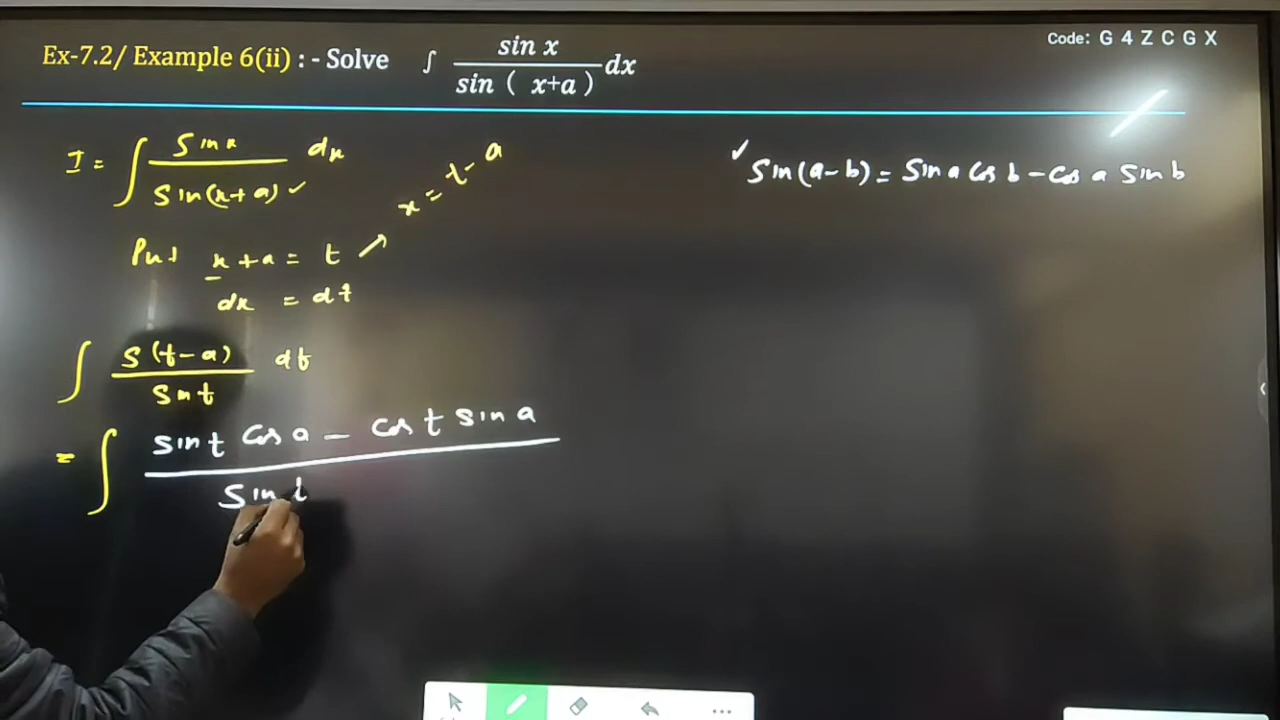 Code: G 4 Z C G X
Ex-7.2/ Example 6(ii) : - Solve ∫ sin x / sin ( x+a ) dx
I = ∫ Sin x / Sin(x+a) ✓ dx
✓ Sin(a-b) = Sin a Cos b - Cos a Sin b
Put x + a = t → x = t - a
dx = dt
∫ S(t-a) / Sin t dt
= ∫ Sin t Cos a - Cos t Sin a / Sin t